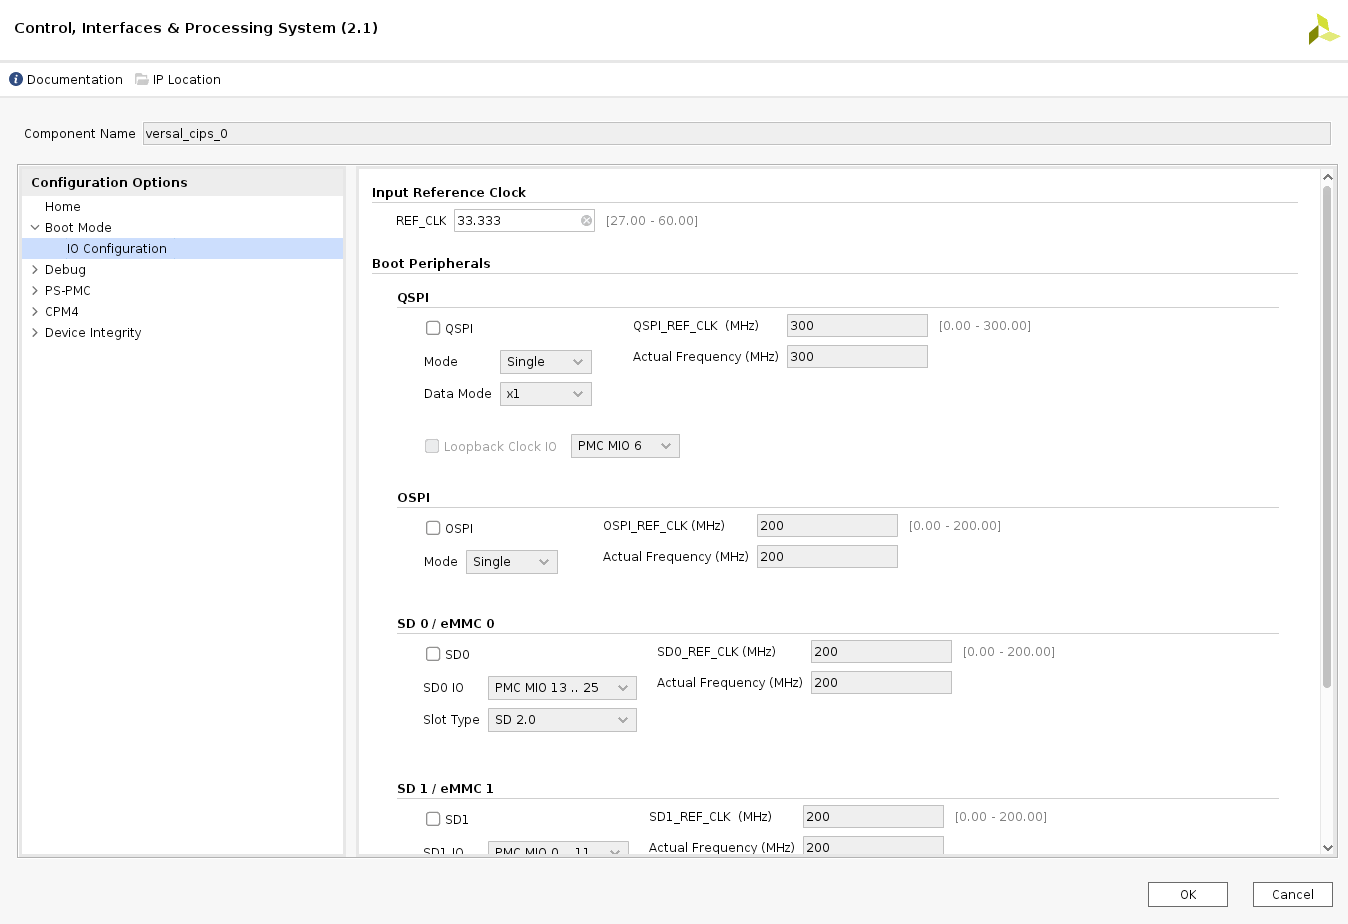 Control, Interfaces & Processing System (2.1)
Documentation IP Location
Component Name versal_cips_0
Configuration Options
Home
Boot Mode
IO Configuration
Debug
PS-PMC
CPM4
Device Integrity
Input Reference Clock
REF_CLK 33.333 [27.00 - 60.00]
Boot Peripherals
QSPI
QSPI QSPI_REF_CLK (MHz) 300 [0.00 - 300.00]
Mode Single Actual Frequency (MHz) 300
Data Mode x1
Loopback Clock IO PMC MIO 6
OSPI
OSPI OSPI_REF_CLK (MHz) 200 [0.00 - 200.00]
Mode Single Actual Frequency (MHz) 200
SD 0 / eMMC 0
SD0 SD0_REF_CLK (MHz) 200 [0.00 - 200.00]
SD0 IO PMC MIO 13 .. 25 Actual Frequency (MHz) 200
Slot Type SD 2.0
SD 1 / eMMC 1
SD1 SD1_REF_CLK (MHz) 200 [0.00 - 200.00]
SD1 IO PMC MIO 0 .. 11 Actual Frequency (MHz) 200
OK Cancel